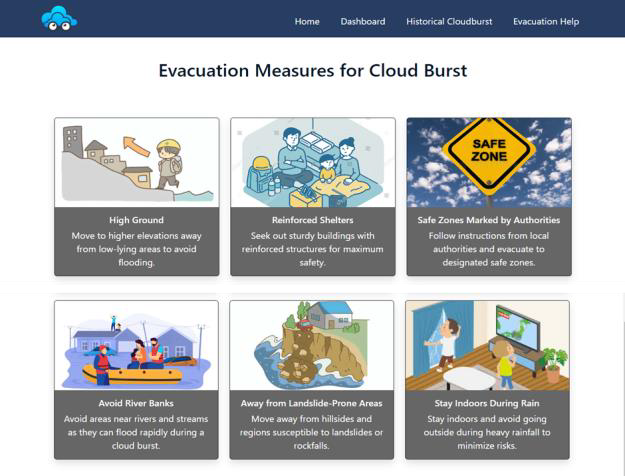 Home Dashboard Historical Cloudburst Evacuation Help
Evacuation Measures for Cloud Burst
SAFE
ZONE
High Ground
Move to higher elevations away
from low-lying areas to avoid
flooding.
Reinforced Shelters
Seek out sturdy buildings with
reinforced structures for maximum
safety.
Safe Zones Marked by Authorities
Follow instructions from local
authorities and evacuate to
designated safe zones.
Avoid River Banks
Avoid areas near rivers and streams
as they can flood rapidly during a
cloud burst.
Away from Landslide-Prone Areas
Move away from hillsides and
regions susceptible to landslides or
rockfalls.
Stay Indoors During Rain
Stay indoors and avoid going
outside during heavy rainfall to
minimize risks.